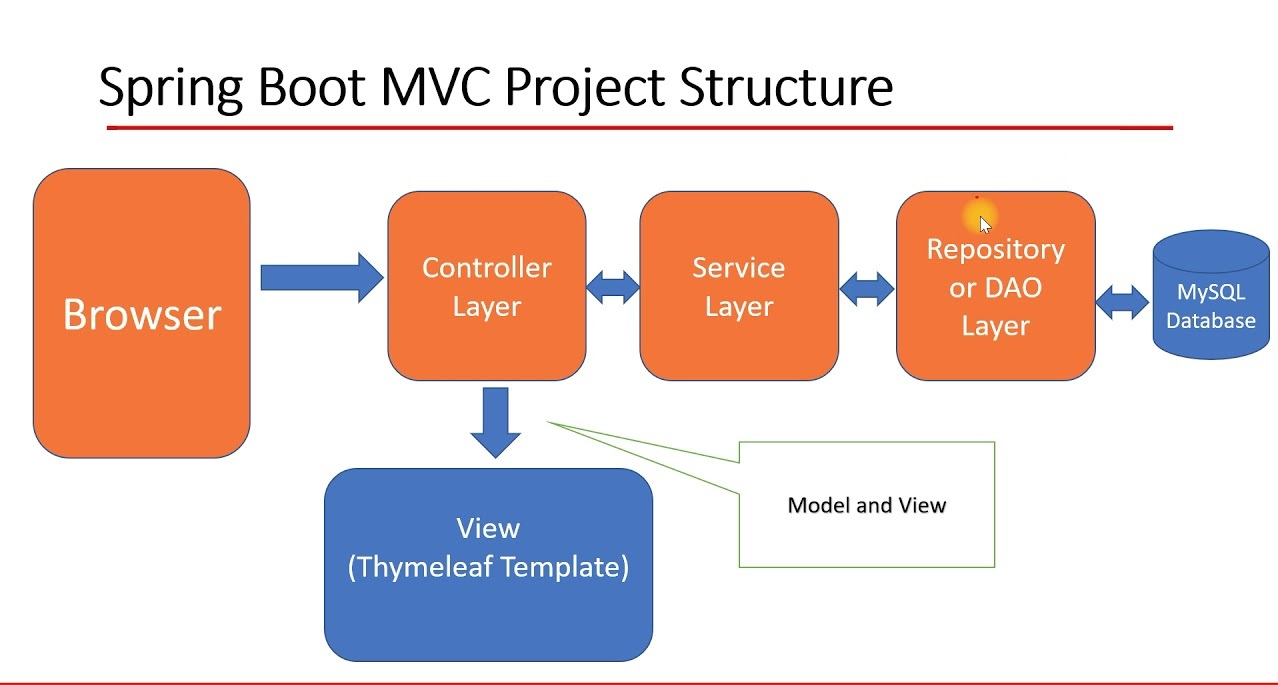 Spring Boot MVC Project Structure
Browser
Controller
Layer
Service
Layer
Repository
or DAO
Layer
MySQL
Database
View
(Thymeleaf Template)
Model and View